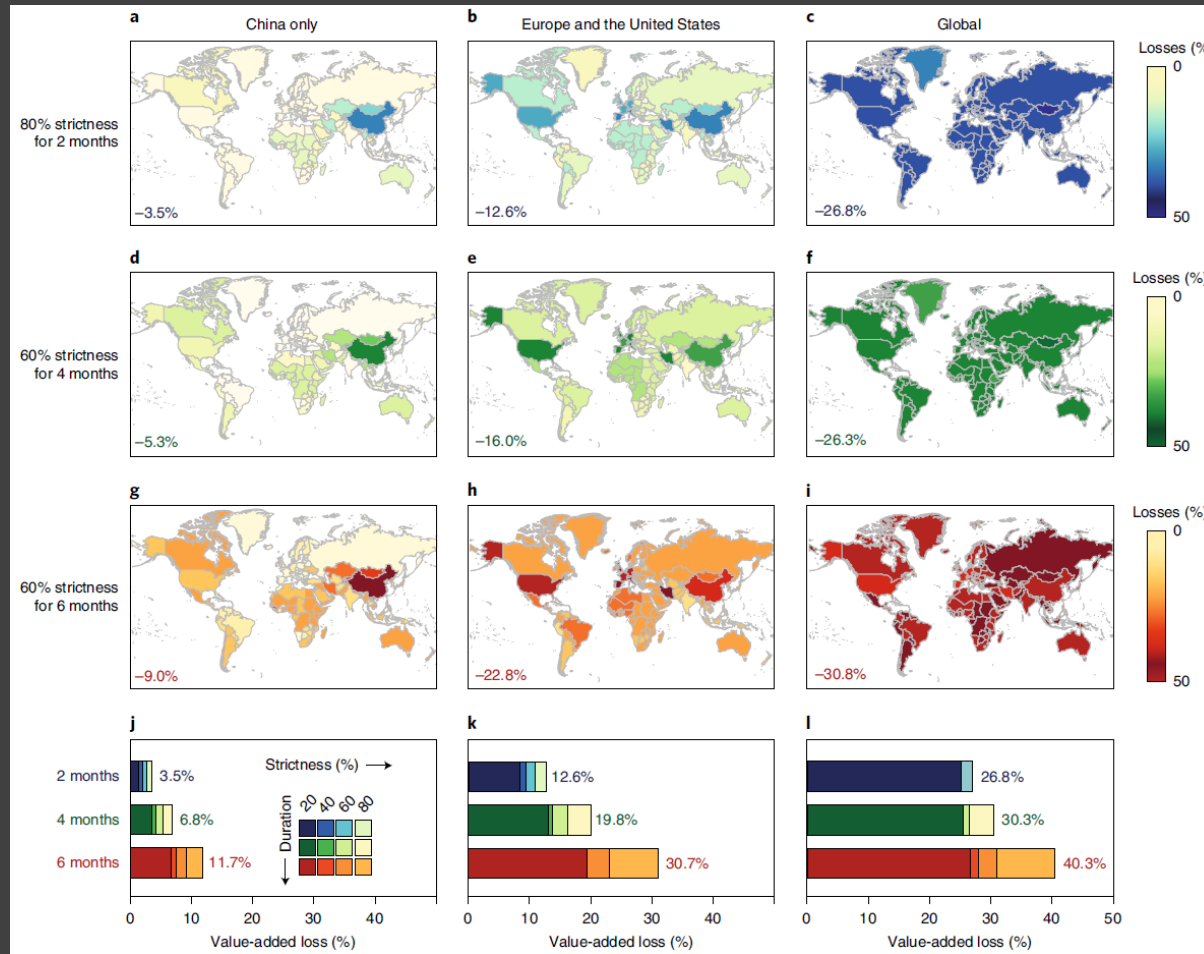 a
China only
b
Europe and the United States
c
Global
Losses (%
0
50
80% strictness
for 2 months
–3.5%
–12.6%
–26.8%
d
e
f
Losses (%)
0
50
60% strictness
for 4 months
–5.3%
–16.0%
–26.3%
g
h
i
Losses (%)
0
50
60% strictness
for 6 months
–9.0%
–22.8%
–30.8%
j
k
l
2 months
3.5%
4 months
6.8%
6 months
11.7%
Strictness (%)
20 40 60 80
Duration
12.6%
19.8%
30.7%
26.8%
30.3%
40.3%
0 10 20 30 40
0 10 20 30 40
0 10 20 30 40 50
Value-added loss (%)
Value-added loss (%)
Value-added loss (%)